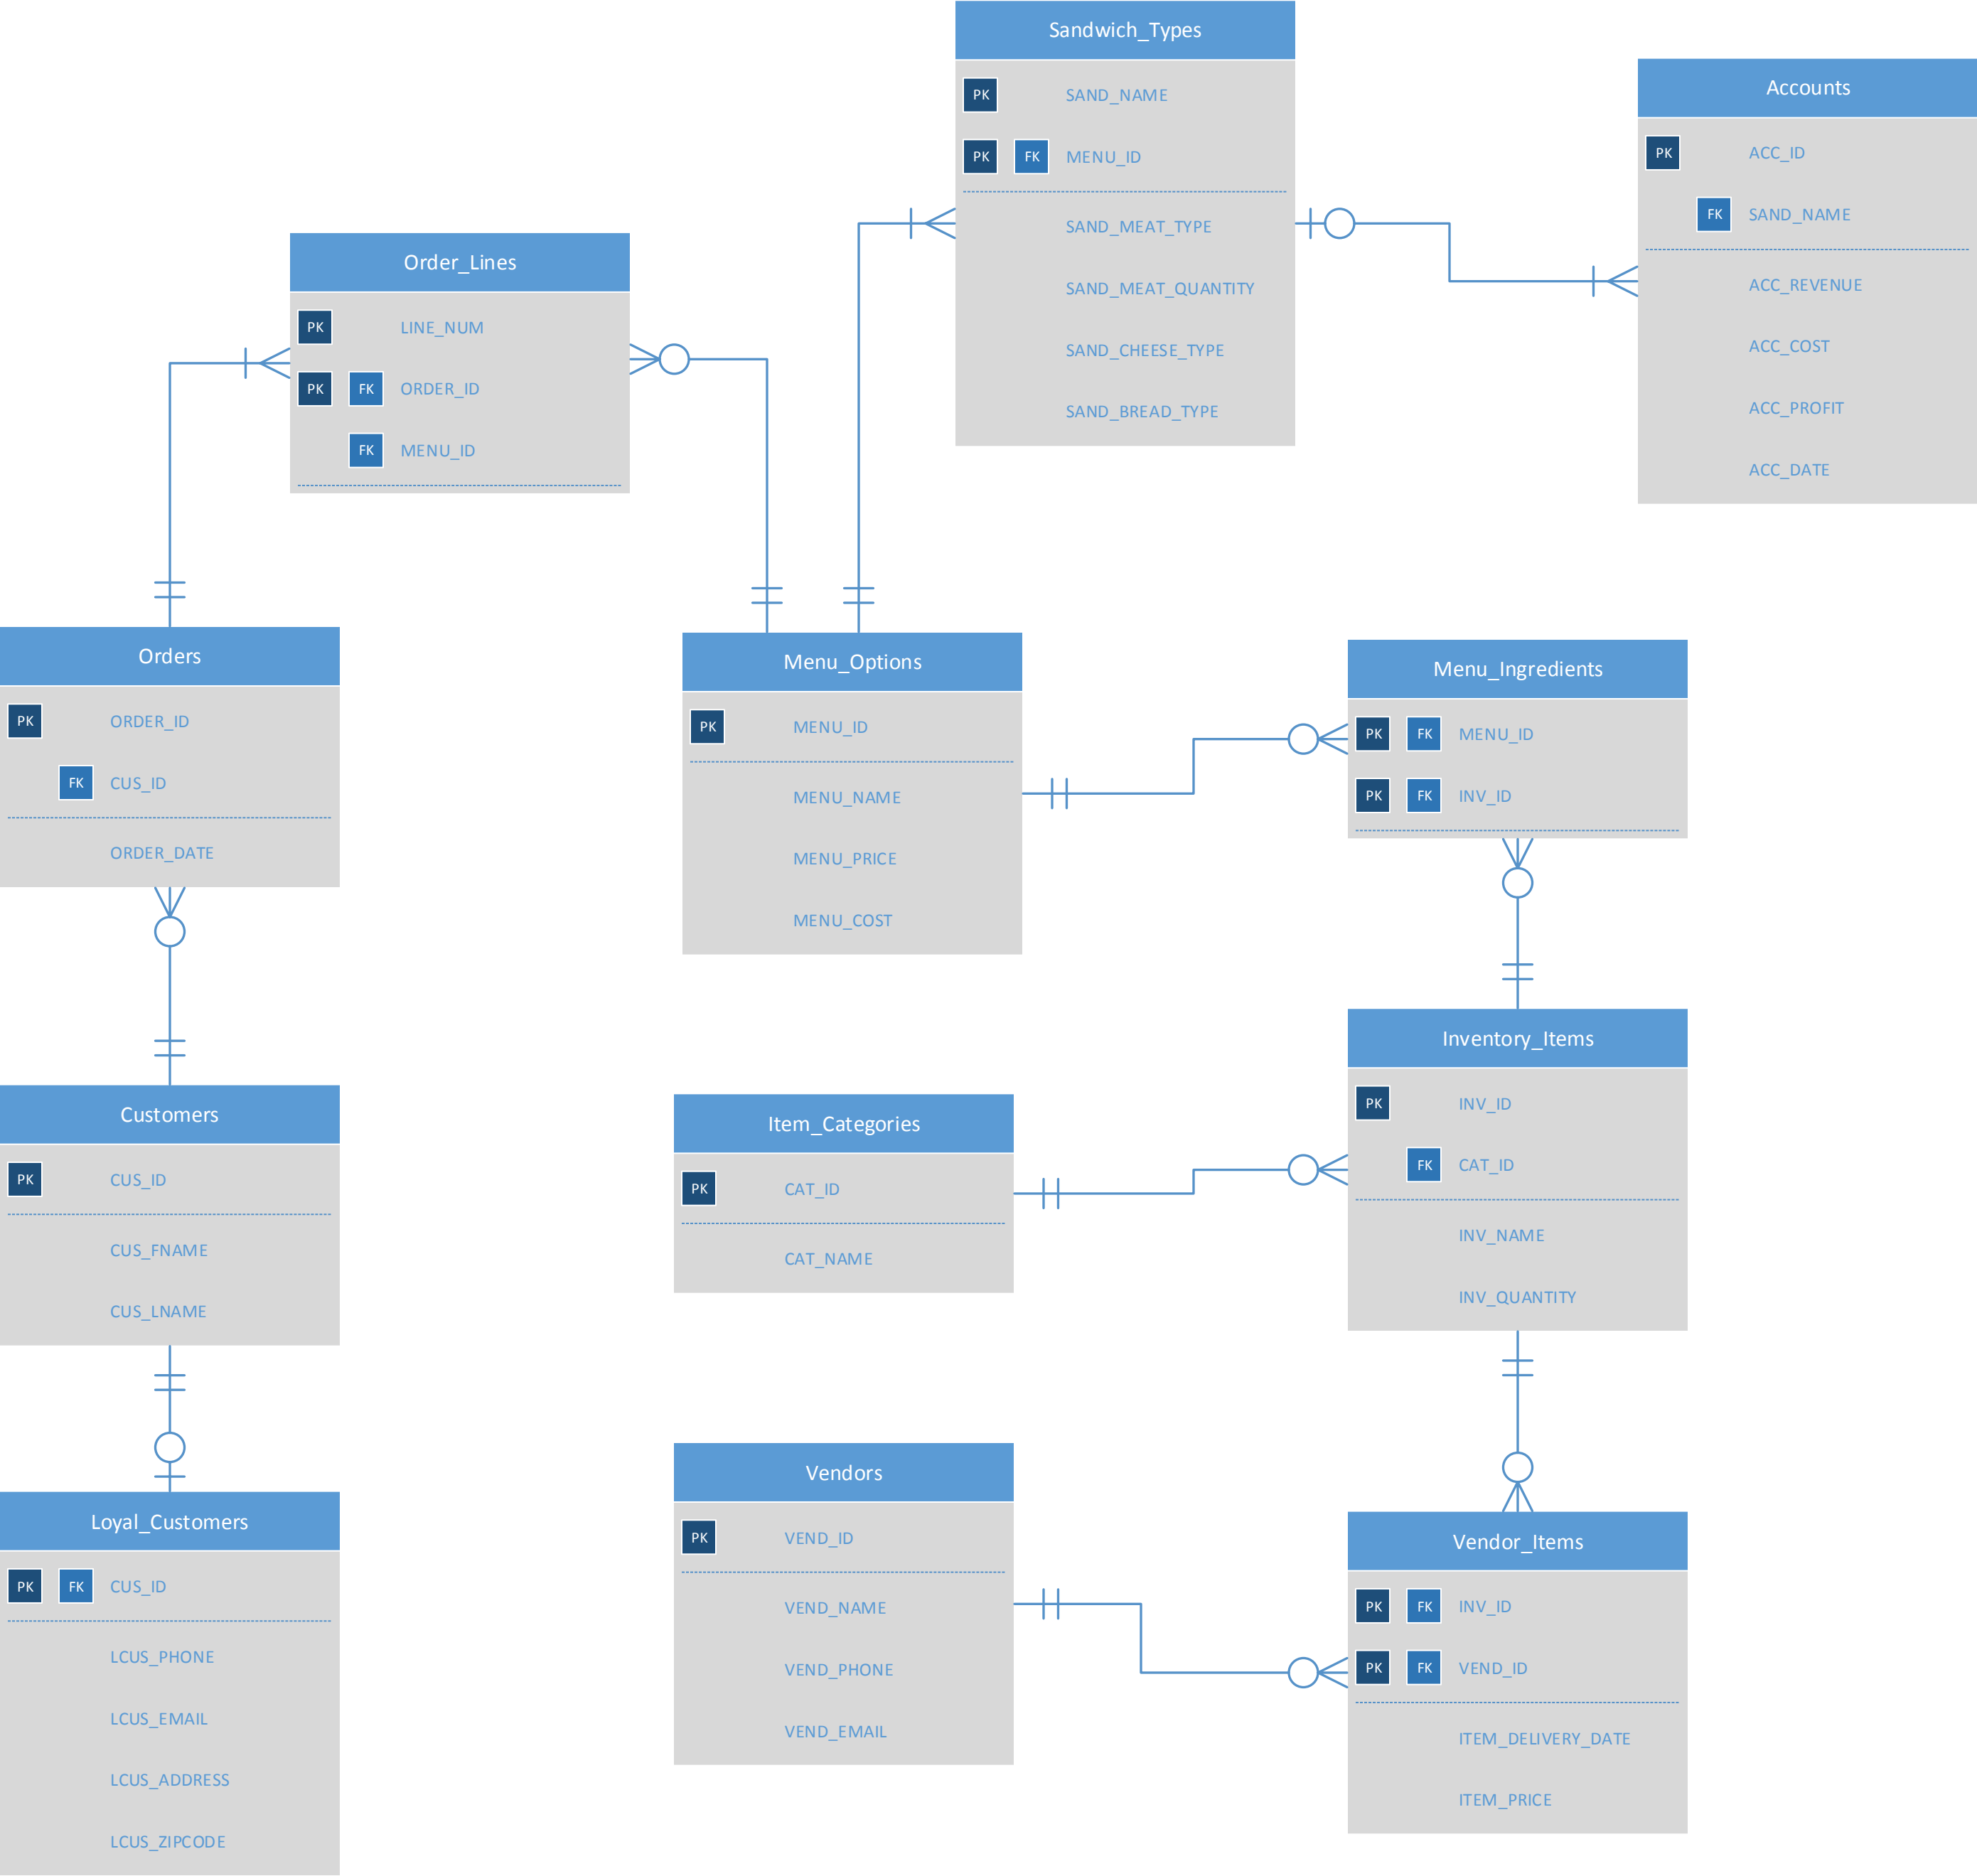 Sandwich_Types
PK SAND_NAME
PK FK MENU_ID
SAND_MEAT_TYPE
SAND_MEAT_QUANTITY
SAND_CHEESE_TYPE
SAND_BREAD_TYPE
Accounts
PK ACC_ID
FK SAND_NAME
ACC_REVENUE
ACC_COST
ACC_PROFIT
ACC_DATE
Order_Lines
PK LINE_NUM
PK FK ORDER_ID
FK MENU_ID
Orders
PK ORDER_ID
FK CUS_ID
ORDER_DATE
Menu_Options
PK MENU_ID
MENU_NAME
MENU_PRICE
MENU_COST
Menu_Ingredients
PK FK MENU_ID
PK FK INV_ID
Customers
PK CUS_ID
CUS_FNAME
CUS_LNAME
Item_Categories
PK CAT_ID
CAT_NAME
Inventory_Items
PK INV_ID
FK CAT_ID
INV_NAME
INV_QUANTITY
Loyal_Customers
PK FK CUS_ID
LCUS_PHONE
LCUS_EMAIL
LCUS_ADDRESS
LCUS_ZIPCODE
Vendors
PK VEND_ID
VEND_NAME
VEND_PHONE
VEND_EMAIL
Vendor_Items
PK FK INV_ID
PK FK VEND_ID
ITEM_DELIVERY_DATE
ITEM_PRICE